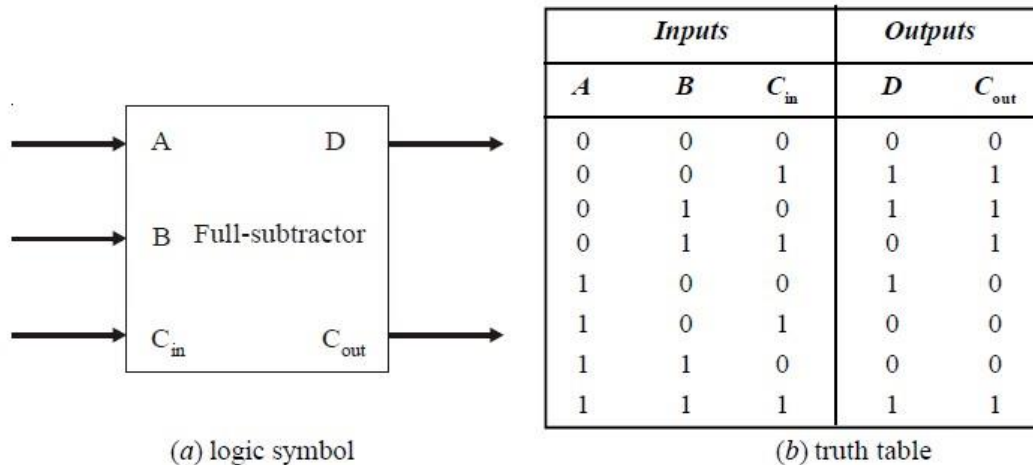 A D
B Full-subtractor
C_in C_out
(a) logic symbol
Inputs Outputs
A B C_in D C_out
0 0 0 0 0
0 0 1 1 1
0 1 0 1 1
0 1 1 0 1
1 0 0 1 0
1 0 1 0 0
1 1 0 0 0
1 1 1 1 1
(b) truth table